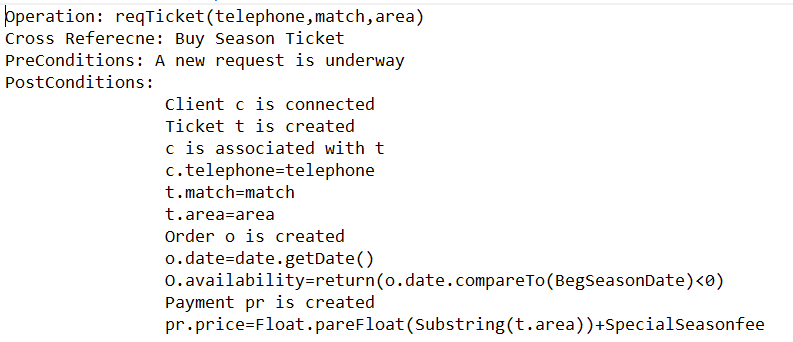 Operation: reqTicket(telephone,match,area)
Cross Referecne: Buy Season Ticket
PreConditions: A new request is underway
PostConditions:
Client c is connected
Ticket t is created
c is associated with t
c.telephone=telephone
t.match=match
t.area=area
Order o is created
o.date=date.getDate()
O.availability=return(o.date.compareTo(BegSeasonDate)<0)
Payment pr is created
pr.price=Float.pareFloat(Substring(t.area))+SpecialSeasonfee